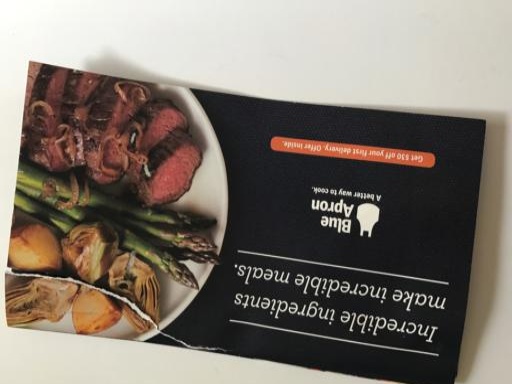 Incredible ingredients
make incredible meals.
Blue
Apron
A better way to cook.
Get $30 off your first delivery. Offer inside.